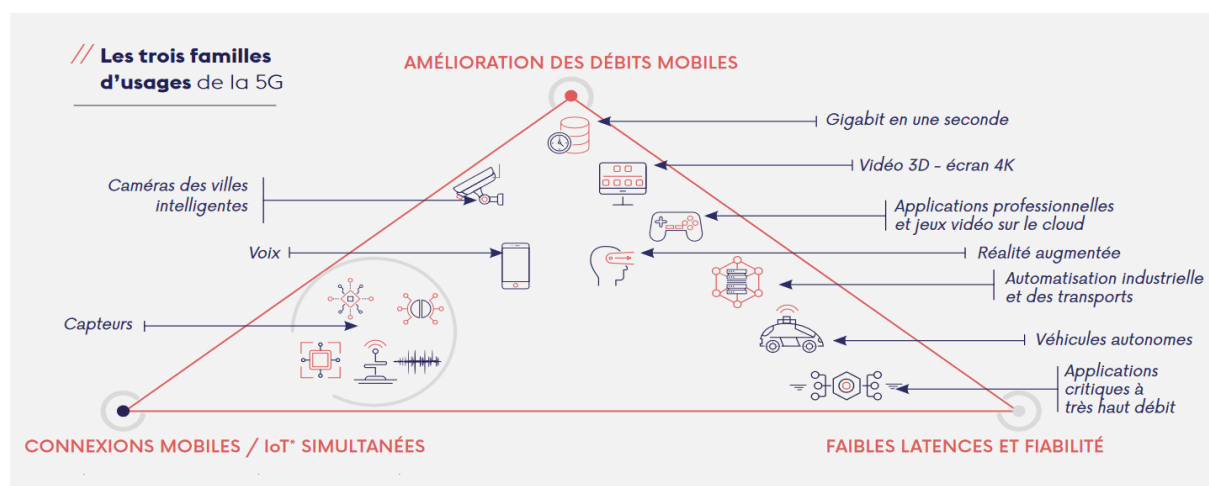 // Les trois familles
d'usages de la 5G
AMÉLIORATION DES DÉBITS MOBILES
Gigabit en une seconde
Vidéo 3D - écran 4K
Caméras des villes
intelligentes
Applications professionnelles
et jeux vidéo sur le cloud
Voix
Réalité augmentée
Automatisation industrielle
et des transports
Capteurs
Véhicules autonomes
Applications
critiques à
très haut débit
CONNEXIONS MOBILES / IoT* SIMULTANÉES
FAIBLES LATENCES ET FIABILITÉ